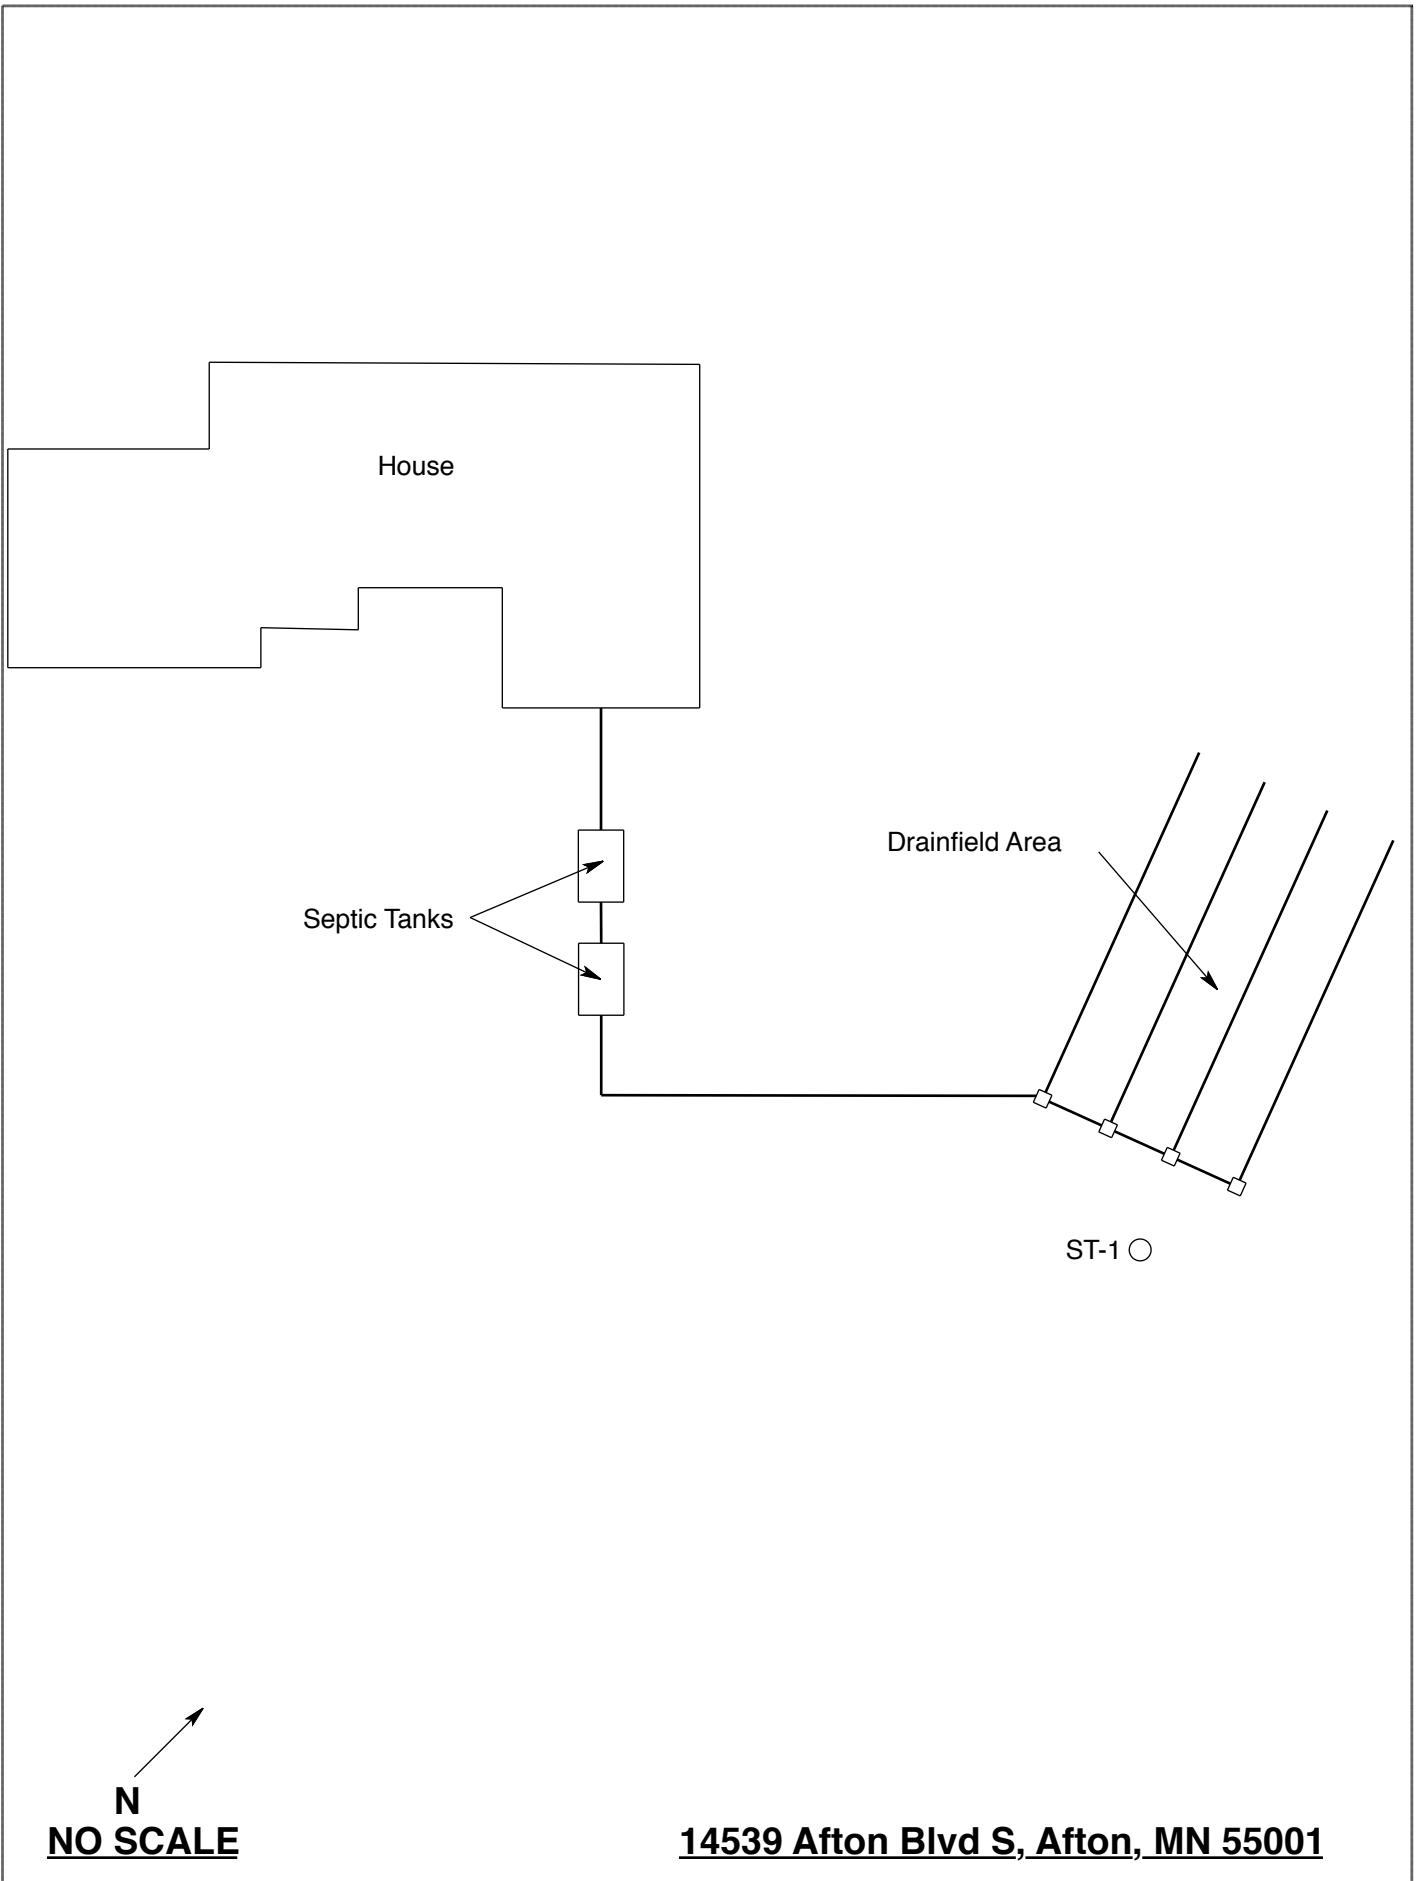 House
Drainfield Area
Septic Tanks
ST-1
N
NO SCALE
14539 Afton Blvd S, Afton, MN 55001